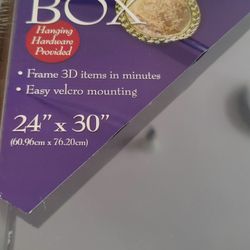 BOX
Hanging
Hardware
Provided
• Frame 3D items in minutes
• Easy velcro mounting
24" x 30"
(60.96cm x 76.20cm)